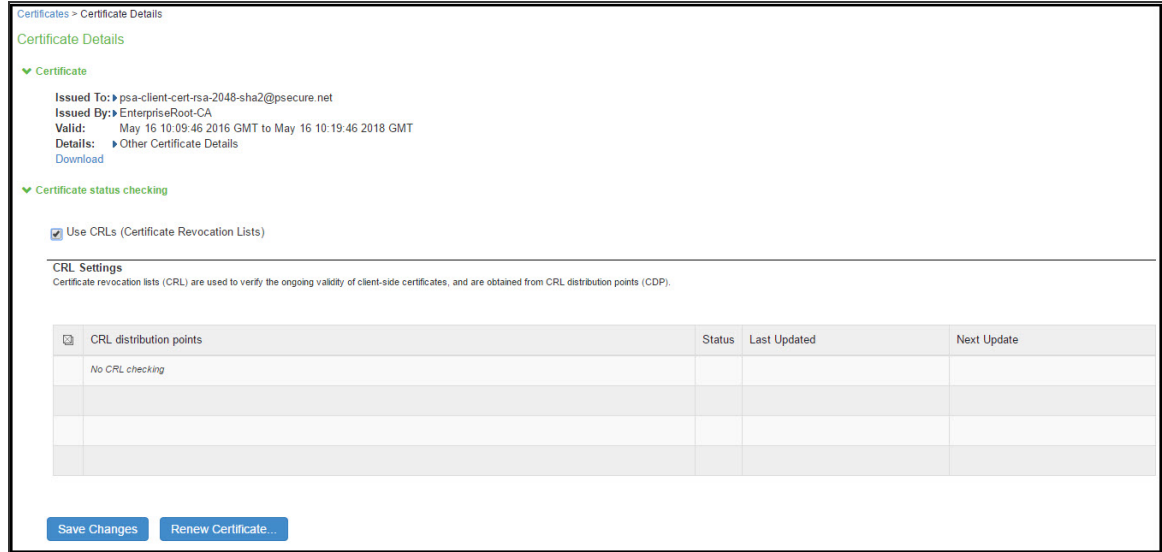 Certificates > Certificate Details
Certificate Details
Certificate
Issued To: psa-client-cert-rsa-2048-sha2@psecure.net
Issued By: EnterpriseRoot-CA
Valid: May 16 10:09:46 2016 GMT to May 16 10:19:46 2018 GMT
Details: Other Certificate Details
Download
Certificate status checking
Use CRLs (Certificate Revocation Lists)
CRL Settings
Certificate revocation lists (CRL) are used to verify the ongoing validity of client-side certificates, and are obtained from CRL distribution points (CDP).
CRL distribution points Status Last Updated Next Update
No CRL checking
Save Changes Renew Certificate...